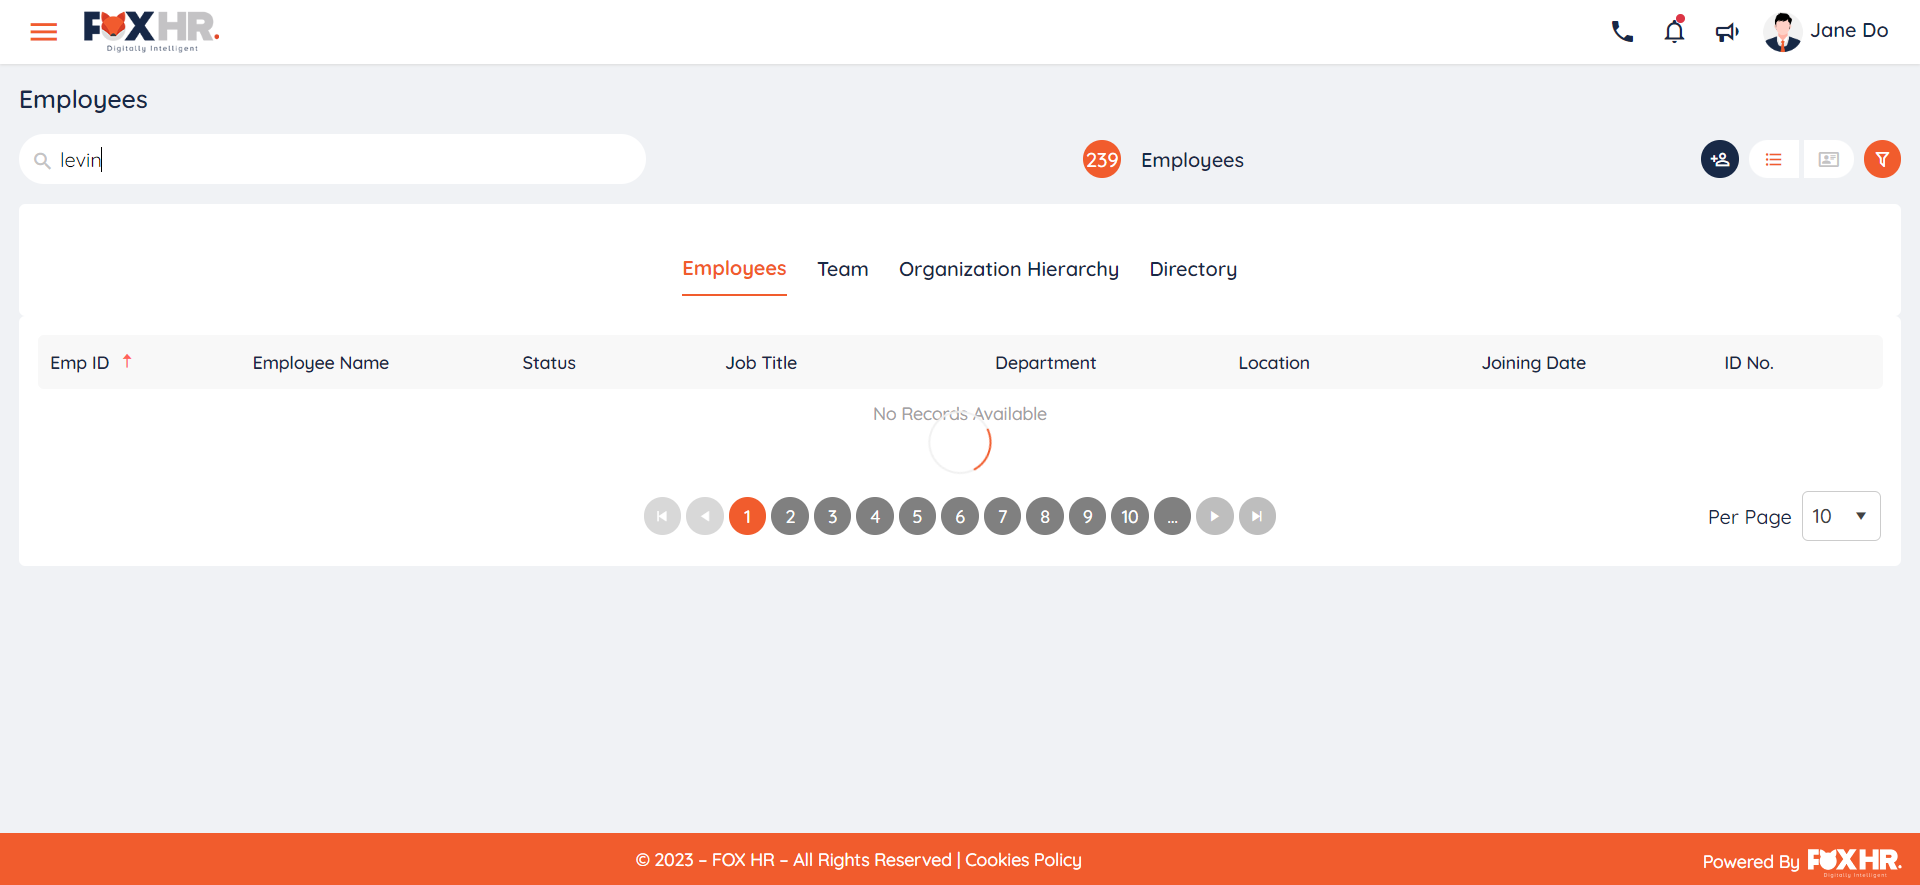 FOXHR.
Digitally Intelligent
Jane Do
Employees
levin
239 Employees
Employees Team Organization Hierarchy Directory
Emp ID Employee Name Status Job Title Department Location Joining Date ID No.
No Records Available
1 2 3 4 5 6 7 8 9 10 ...
Per Page 10
© 2023 – FOX HR – All Rights Reserved | Cookies Policy
Powered By FOXHR.
Digitally Intelligent